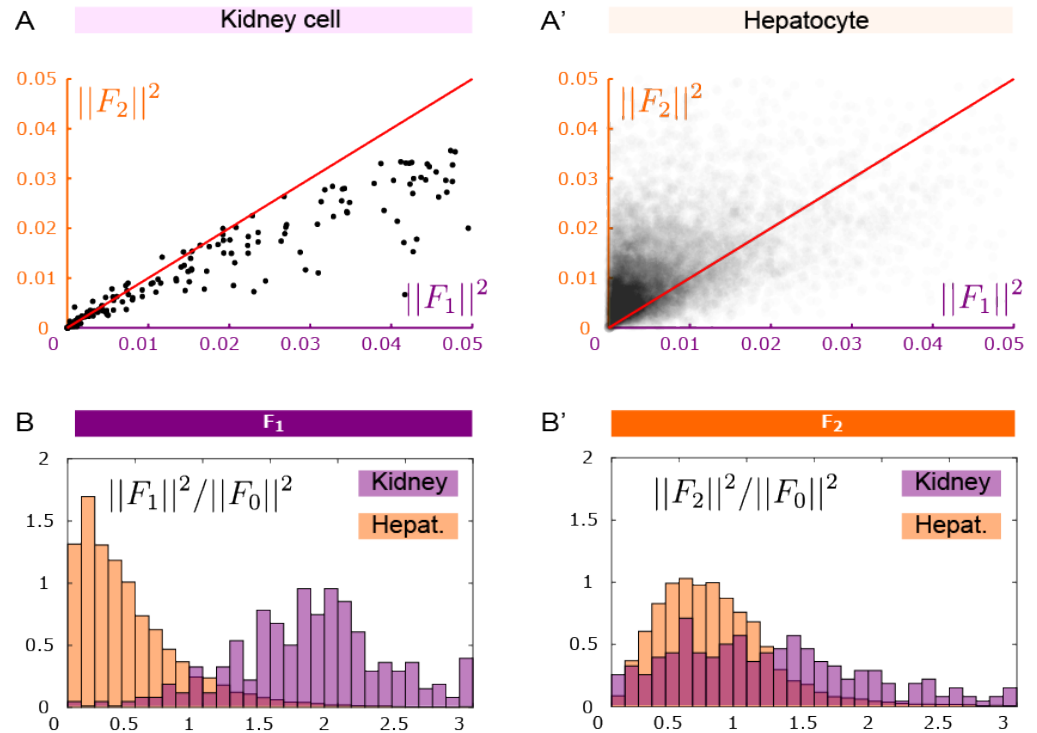 A
Kidney cell
A’
Hepatocyte
0.05
||F₂||²
0.04
0.03
0.02
0.01
0
||F₁||²
0 0.01 0.02 0.03 0.04 0.05
0.05
||F₂||²
0.04
0.03
0.02
0.01
0
||F₁||²
0 0.01 0.02 0.03 0.04 0.05
B
F₁
B’
F₂
2
||F₁||²/||F₀||²
Kidney
Hepat.
1.5
1
0.5
0
0 0.5 1 1.5 2 2.5 3
2
||F₂||²/||F₀||²
Kidney
Hepat.
1.5
1
0.5
0
0 0.5 1 1.5 2 2.5 3